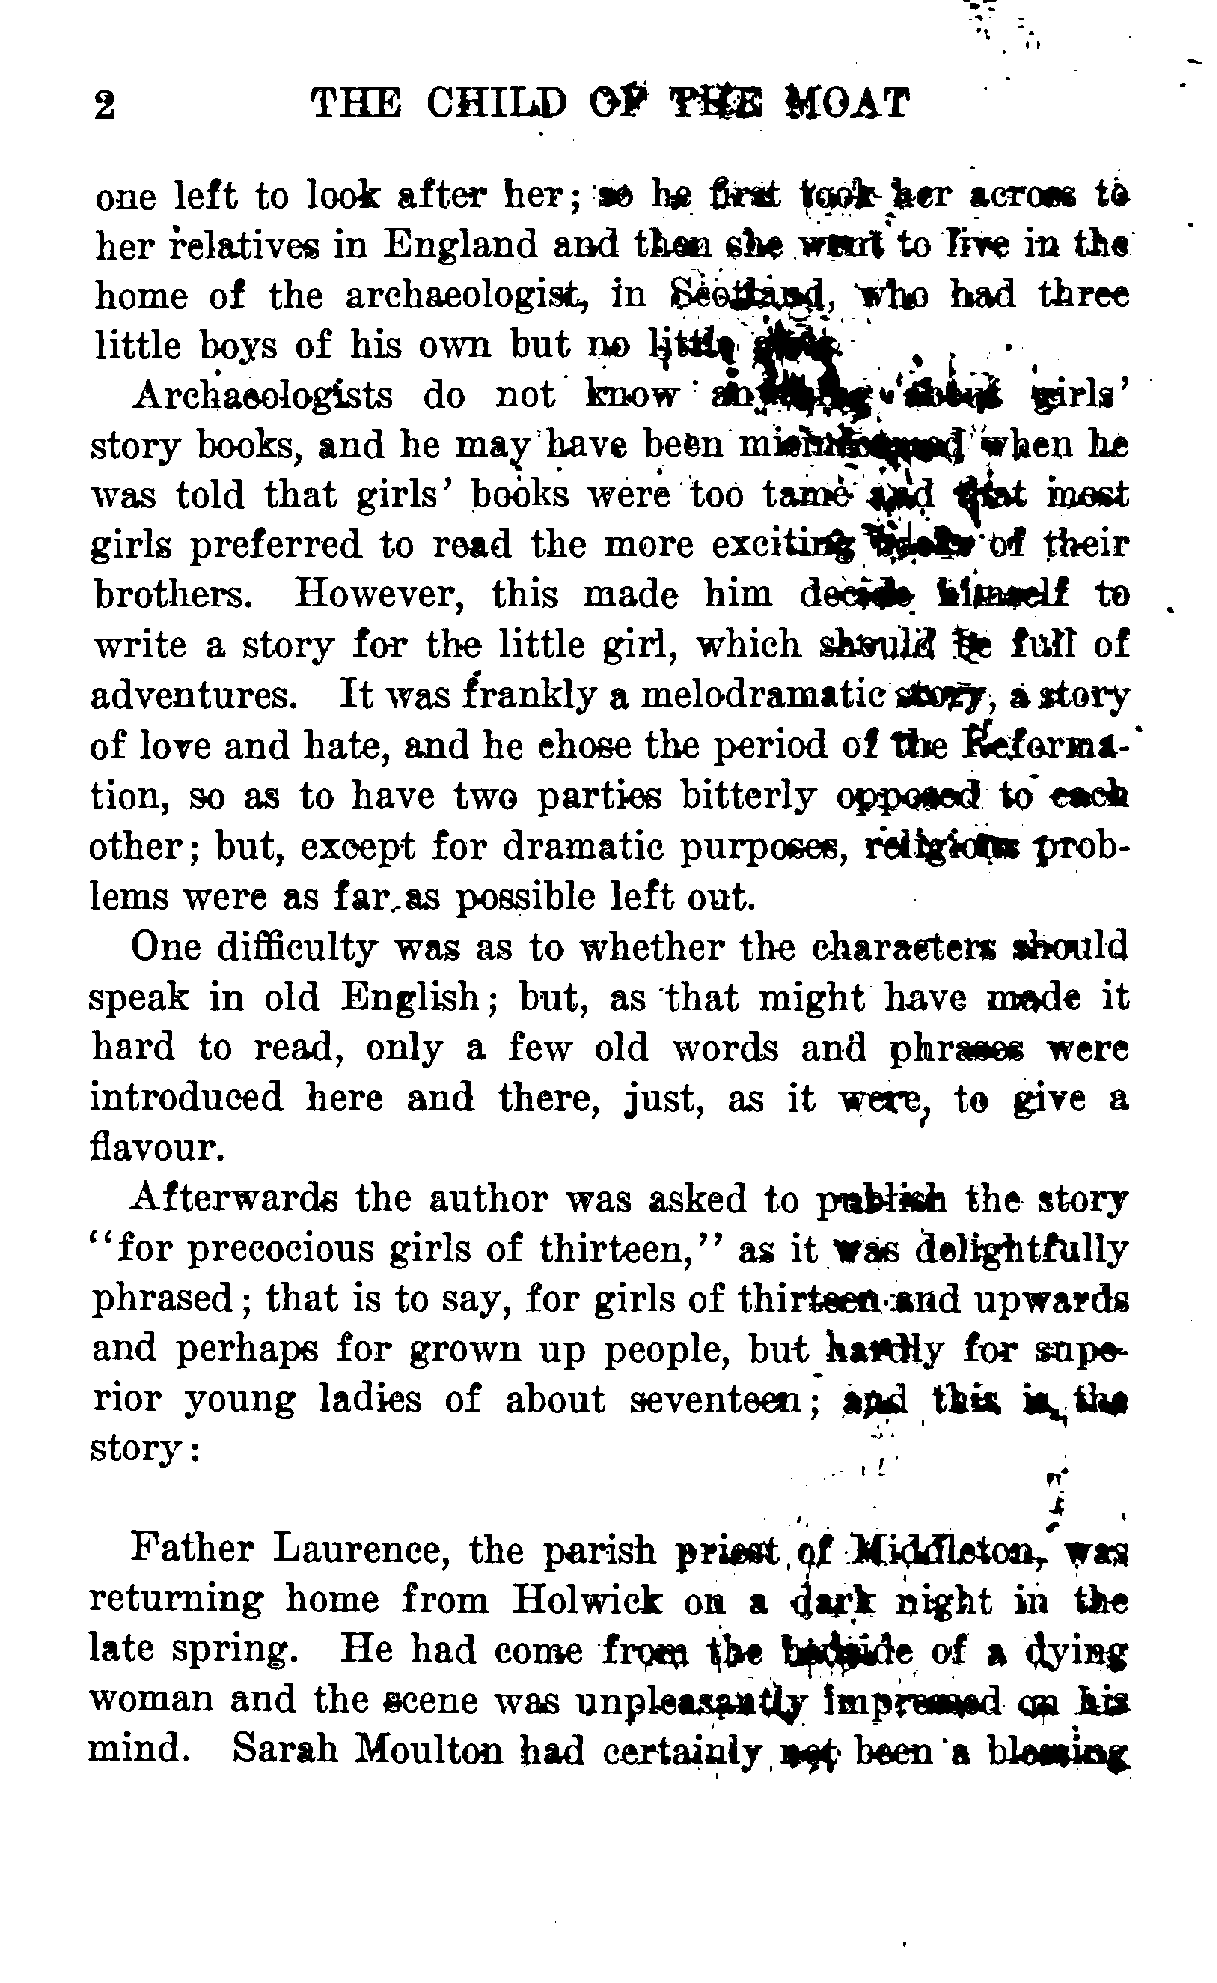 2 THE CHILD OF THE MOAT
one left to look after her; so he first took her across to
her relatives in England and then she went to live in the
home of the archaeologist, in Scotland, who had three
little boys of his own but no little girls.
Archaeologists do not know anything about girls'
story books, and he may have been misinformed when he
was told that girls' books were too tame and that most
girls preferred to read the more exciting books of their
brothers. However, this made him decide himself to
write a story for the little girl, which should be full of
adventures. It was frankly a melodramatic story, a story
of love and hate, and he chose the period of the Reforma-
tion, so as to have two parties bitterly opposed to each
other; but, except for dramatic purposes, religious prob-
lems were as far as possible left out.
One difficulty was as to whether the characters should
speak in old English; but, as that might have made it
hard to read, only a few old words and phrases were
introduced here and there, just, as it were, to give a
flavour.
Afterwards the author was asked to publish the story
"for precocious girls of thirteen," as it was delightfully
phrased; that is to say, for girls of thirteen and upwards
and perhaps for grown up people, but hardly for supe-
rior young ladies of about seventeen; and this is the
story:
Father Laurence, the parish priest of Middleton, was
returning home from Holwick on a dark night in the
late spring. He had come from the bedside of a dying
woman and the scene was unpleasantly impressed on his
mind. Sarah Moulton had certainly not been a blessing